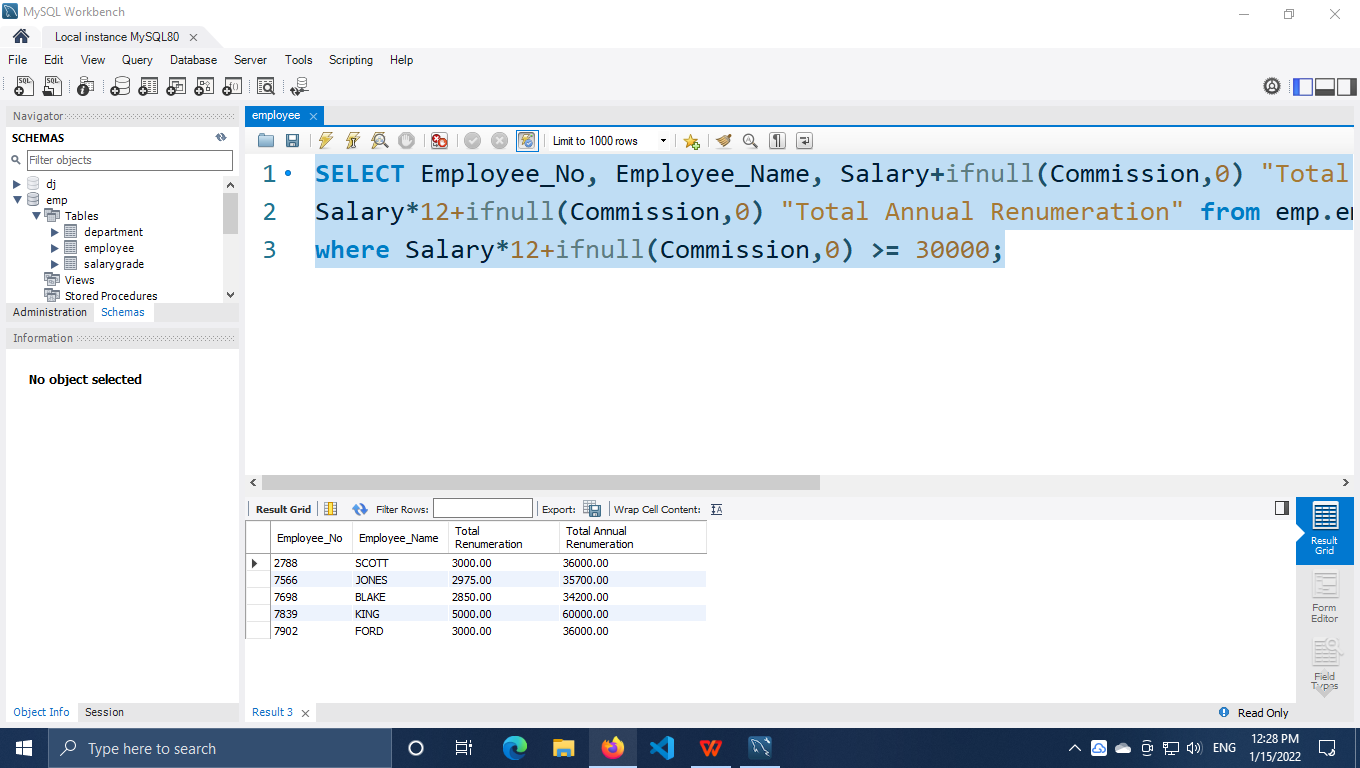 MySQL Workbench
Local instance MySQL80
File Edit View Query Database Server Tools Scripting Help
Navigator
SCHEMAS
Filter objects
dj
emp
Tables
department
employee
salarygrade
Views
Stored Procedures
Administration Schemas
Information
No object selected
Object Info Session
employee
Limit to 1000 rows
1 SELECT Employee_No, Employee_Name, Salary+ifnull(Commission,0) "Total
2 Salary*12+ifnull(Commission,0) "Total Annual Renumeration" from emp.em
3 where Salary*12+ifnull(Commission,0) >= 30000;
Result Grid Filter Rows: Export: Wrap Cell Content: IA
Employee_No Employee_Name Total Renumeration Total Annual Renumeration
2788 SCOTT 3000.00 36000.00
7566 JONES 2975.00 35700.00
7698 BLAKE 2850.00 34200.00
7839 KING 5000.00 60000.00
7902 FORD 3000.00 36000.00
Result Grid
Form Editor
Field Types
Result 3
Read Only
Type here to search
ENG
12:28 PM
1/15/2022